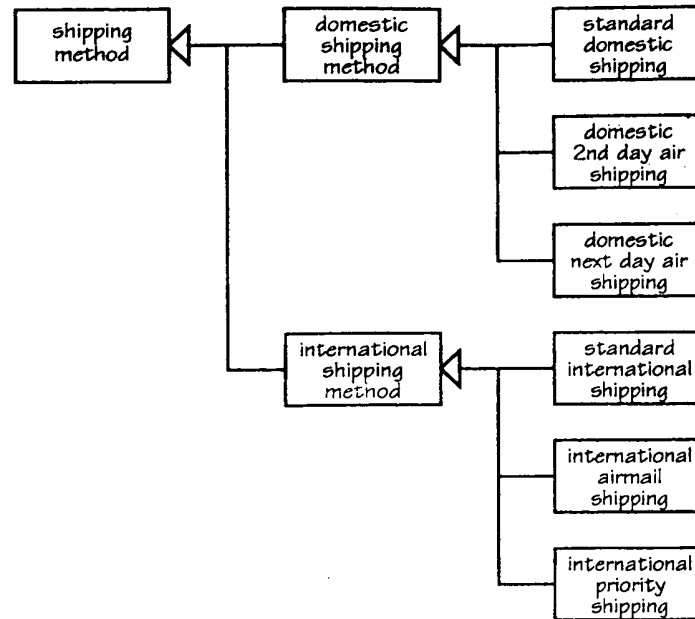 shipping
method
domestic
shipping
method
standard
domestic
shipping
domestic
2nd day air
shipping
domestic
next day air
shipping
international
shipping
method
standard
international
shipping
international
airmail
shipping
international
priority
shipping